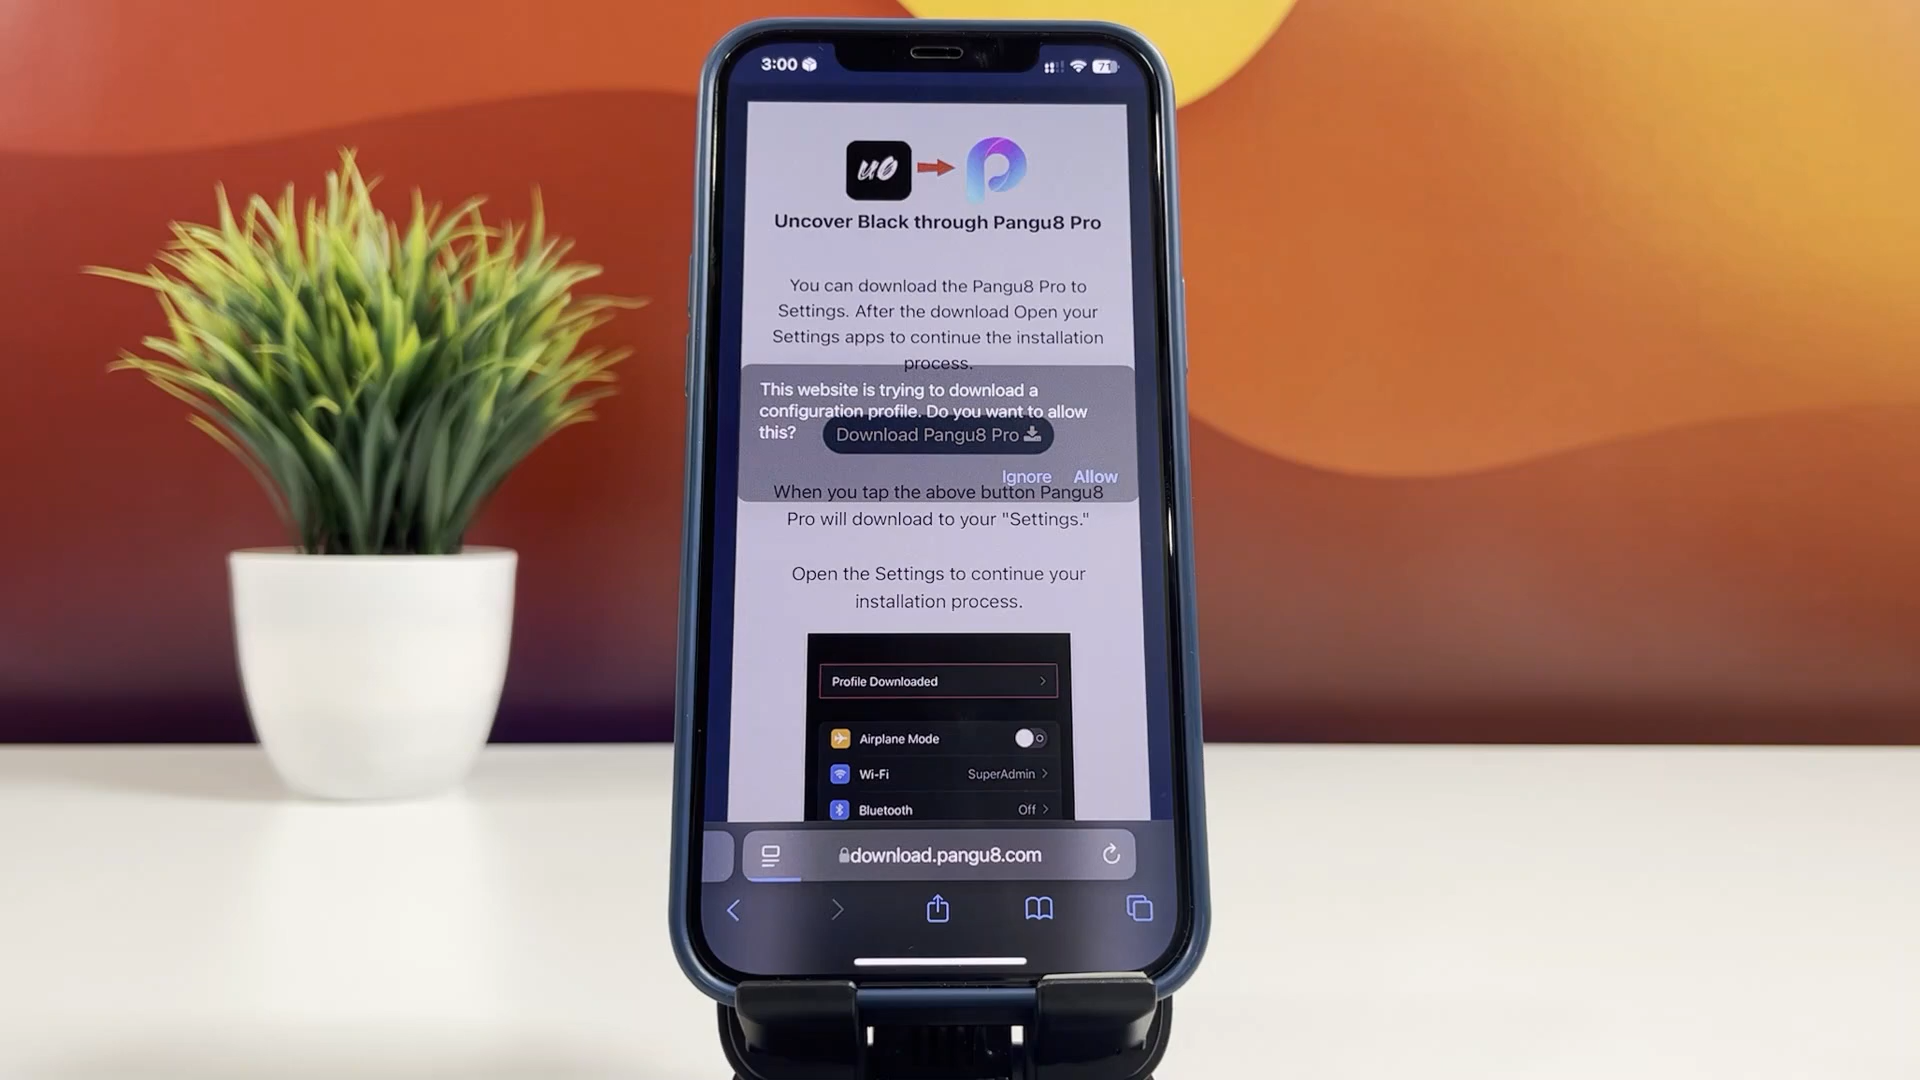 3:00
71
u0
Uncover Black through Pangu8 Pro
You can download the Pangu8 Pro to
Settings. After the download Open your
Settings apps to continue the installation
process.
This website is trying to download a
configuration profile. Do you want to allow
this?
Download Pangu8 Pro
Ignore Allow
When you tap the above button Pangu8
Pro will download to your "Settings."
Open the Settings to continue your
installation process.
Profile Downloaded
Airplane Mode
Wi-Fi SuperAdmin
Bluetooth Off
download.pangu8.com